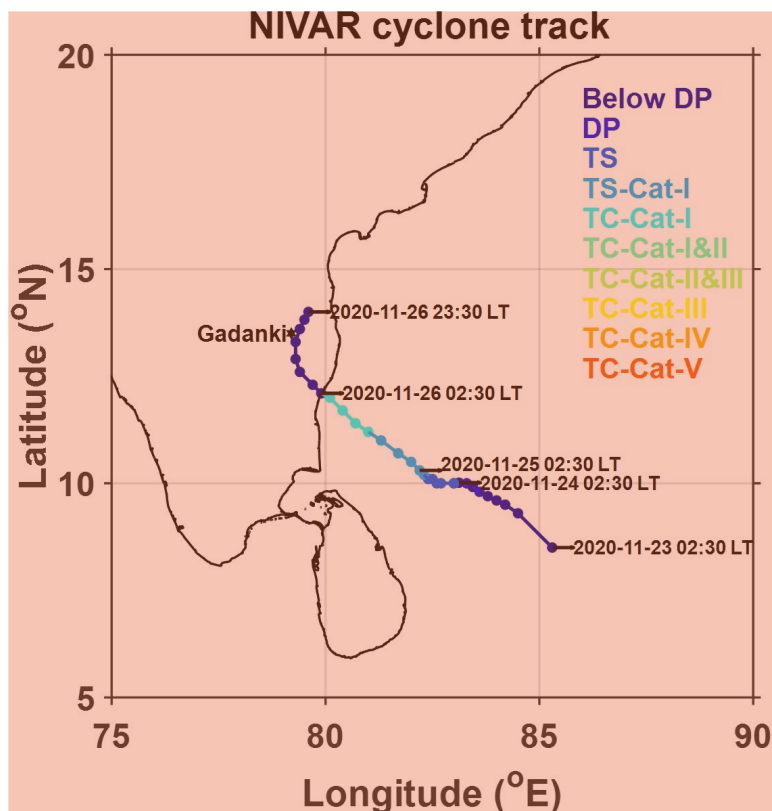 NIVAR cyclone track
20
Below DP
DP
TS
TS-Cat-I
TC-Cat-I
TC-Cat-I&II
TC-Cat-II&III
TC-Cat-III
TC-Cat-IV
TC-Cat-V
15
2020-11-26 23:30 LT
Gadanki
2020-11-26 02:30 LT
2020-11-25 02:30 LT
10
2020-11-24 02:30 LT
2020-11-23 02:30 LT
5
Latitude (°N)
75 80 85 90
Longitude (°E)